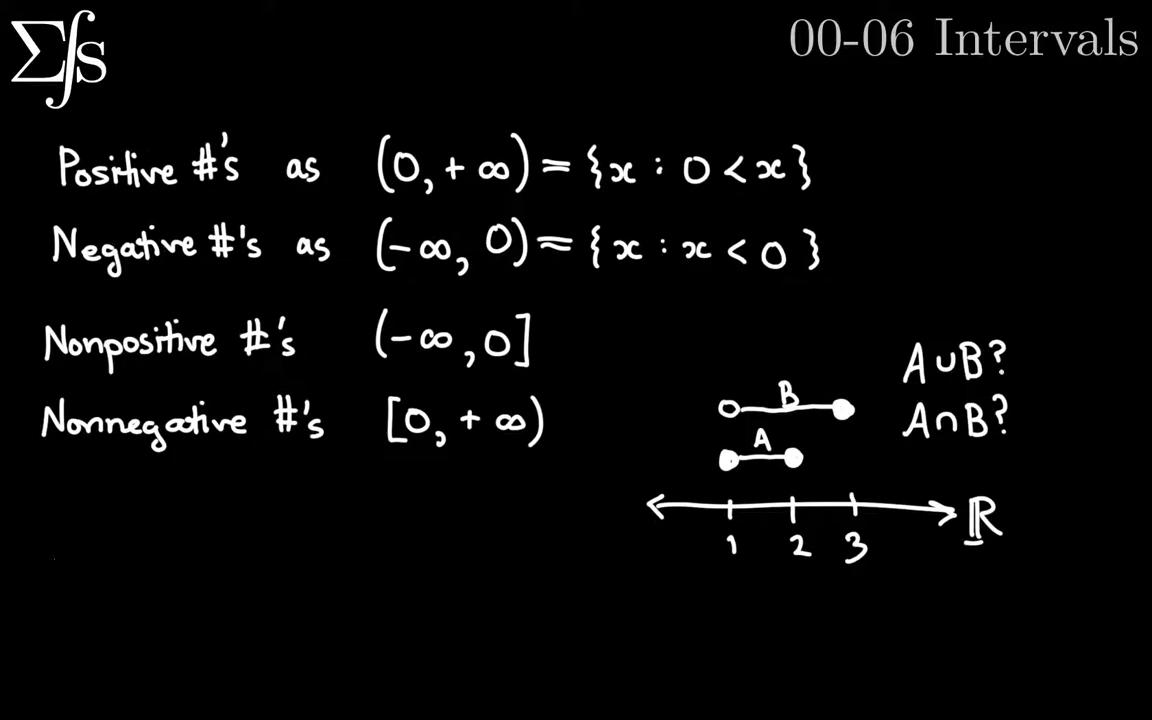 Σ∫S
00-06 Intervals
Positive #'s as (0, + ∞) = {x : 0 < x}
Negative #'s as (-∞, 0) = {x : x < 0}
Nonpositive #'s (-∞, 0]
Nonnegative #'s [0, + ∞)
A∪B?
B
A∩B?
A
ℝ
1 2 3